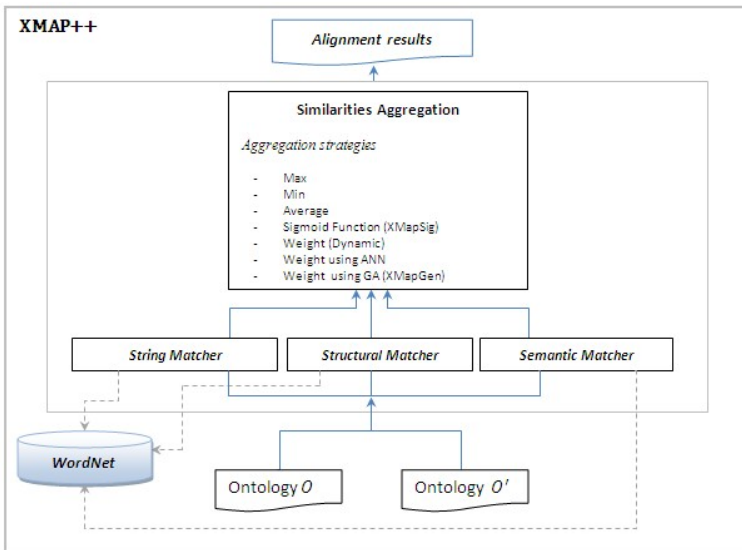 XMAP++
Alignment results
Similarities Aggregation
Aggregation strategies
- Max
- Min
- Average
- Sigmoid Function (XMapSig)
- Weight (Dynamic)
- Weight using ANN
- Weight using GA (XMapGen)
String Matcher
Structural Matcher
Semantic Matcher
WordNet
Ontology O
Ontology O'